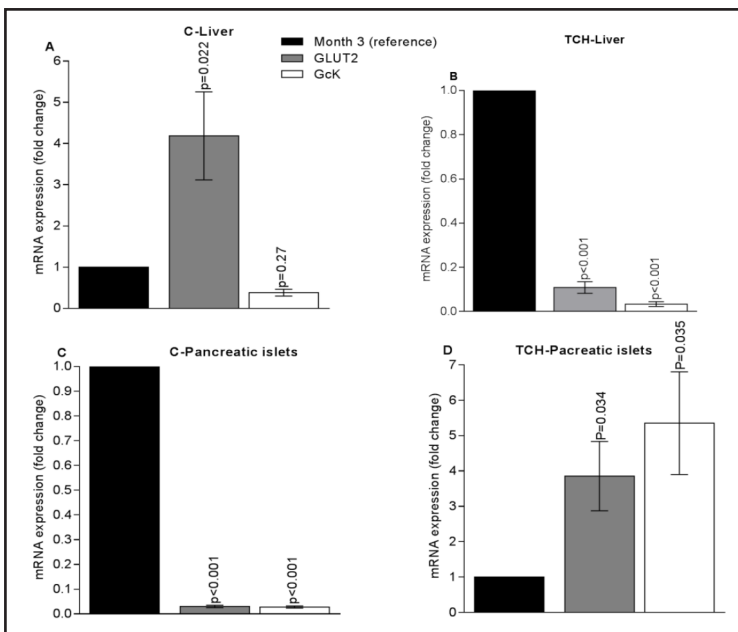 C-Liver
Month 3 (reference)
GLUT2
GcK
TCH-Liver
A
mRNA expression (fold change)
6
5
4
2
1
0
p=0.022
p=0.27
B
mRNA expression (fold change)
1.0
0.8
0.6
0.4
0.2
0.0
p<0.001
p<0.001
C
C-Pancreatic islets
mRNA expression (fold change)
1.0
0.9
0.8
0.7
0.6
0.5
0.4
0.3
0.2
0.1
0.0
p<0.001
p<0.001
D
TCH-Pacreatic islets
mRNA expression (fold change)
7
6
5
4
3
2
1
0
P=0.034
P=0.035